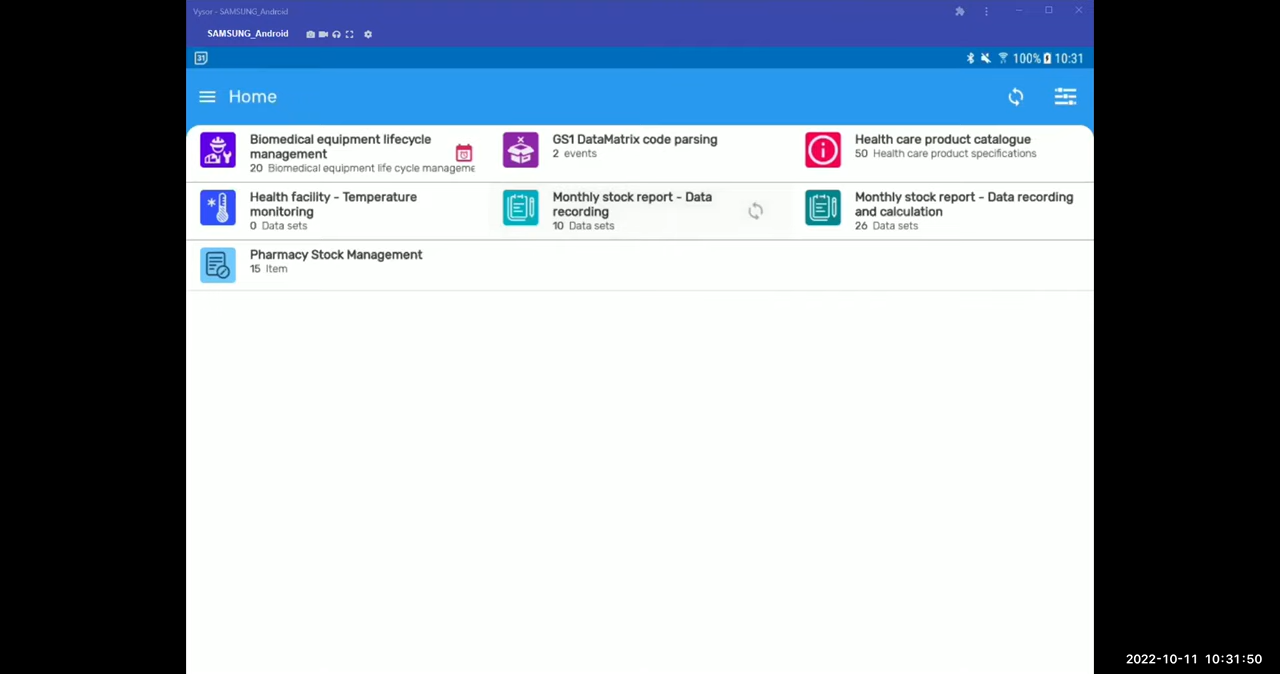 Vysor - SAMSUNG_Android
SAMSUNG_Android
31
100%
10:31
Home
Biomedical equipment lifecycle
management
20 Biomedical equipment life cycle manageme
GS1 DataMatrix code parsing
2 events
Health care product catalogue
50 Health care product specifications
Health facility - Temperature
monitoring
0 Data sets
Monthly stock report - Data
recording
10 Data sets
Monthly stock report - Data recording
and calculation
26 Data sets
Pharmacy Stock Management
15 Item
2022-10-11 10:31:50